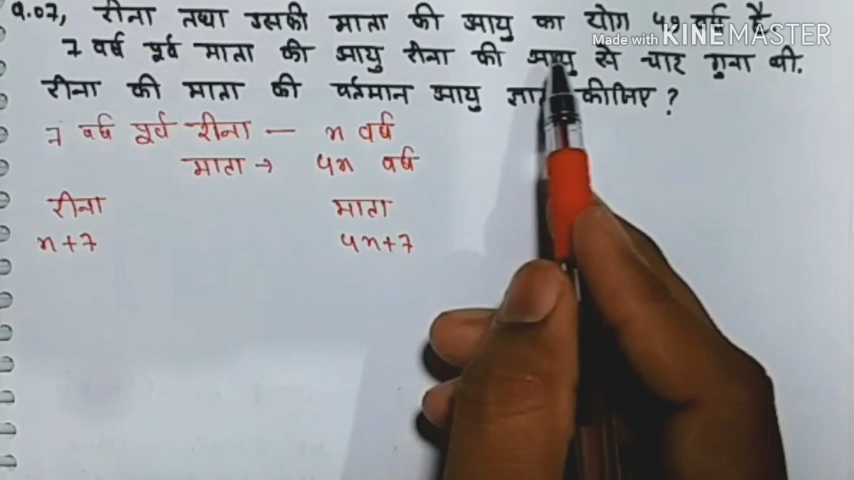 Q.07, रीना तथा उसकी माता की आयु का योग वर्ष है
Made with KINEMASTER
7 वर्ष पूर्व माता की आयु रीना की आयु से चार गुना थी.
रीना की माता की वर्तमान आयु कीजिए ?
7 वर्ष पूर्व रीना — x वर्ष
माता → 4x वर्ष
रीना माता
x+7 4x+7